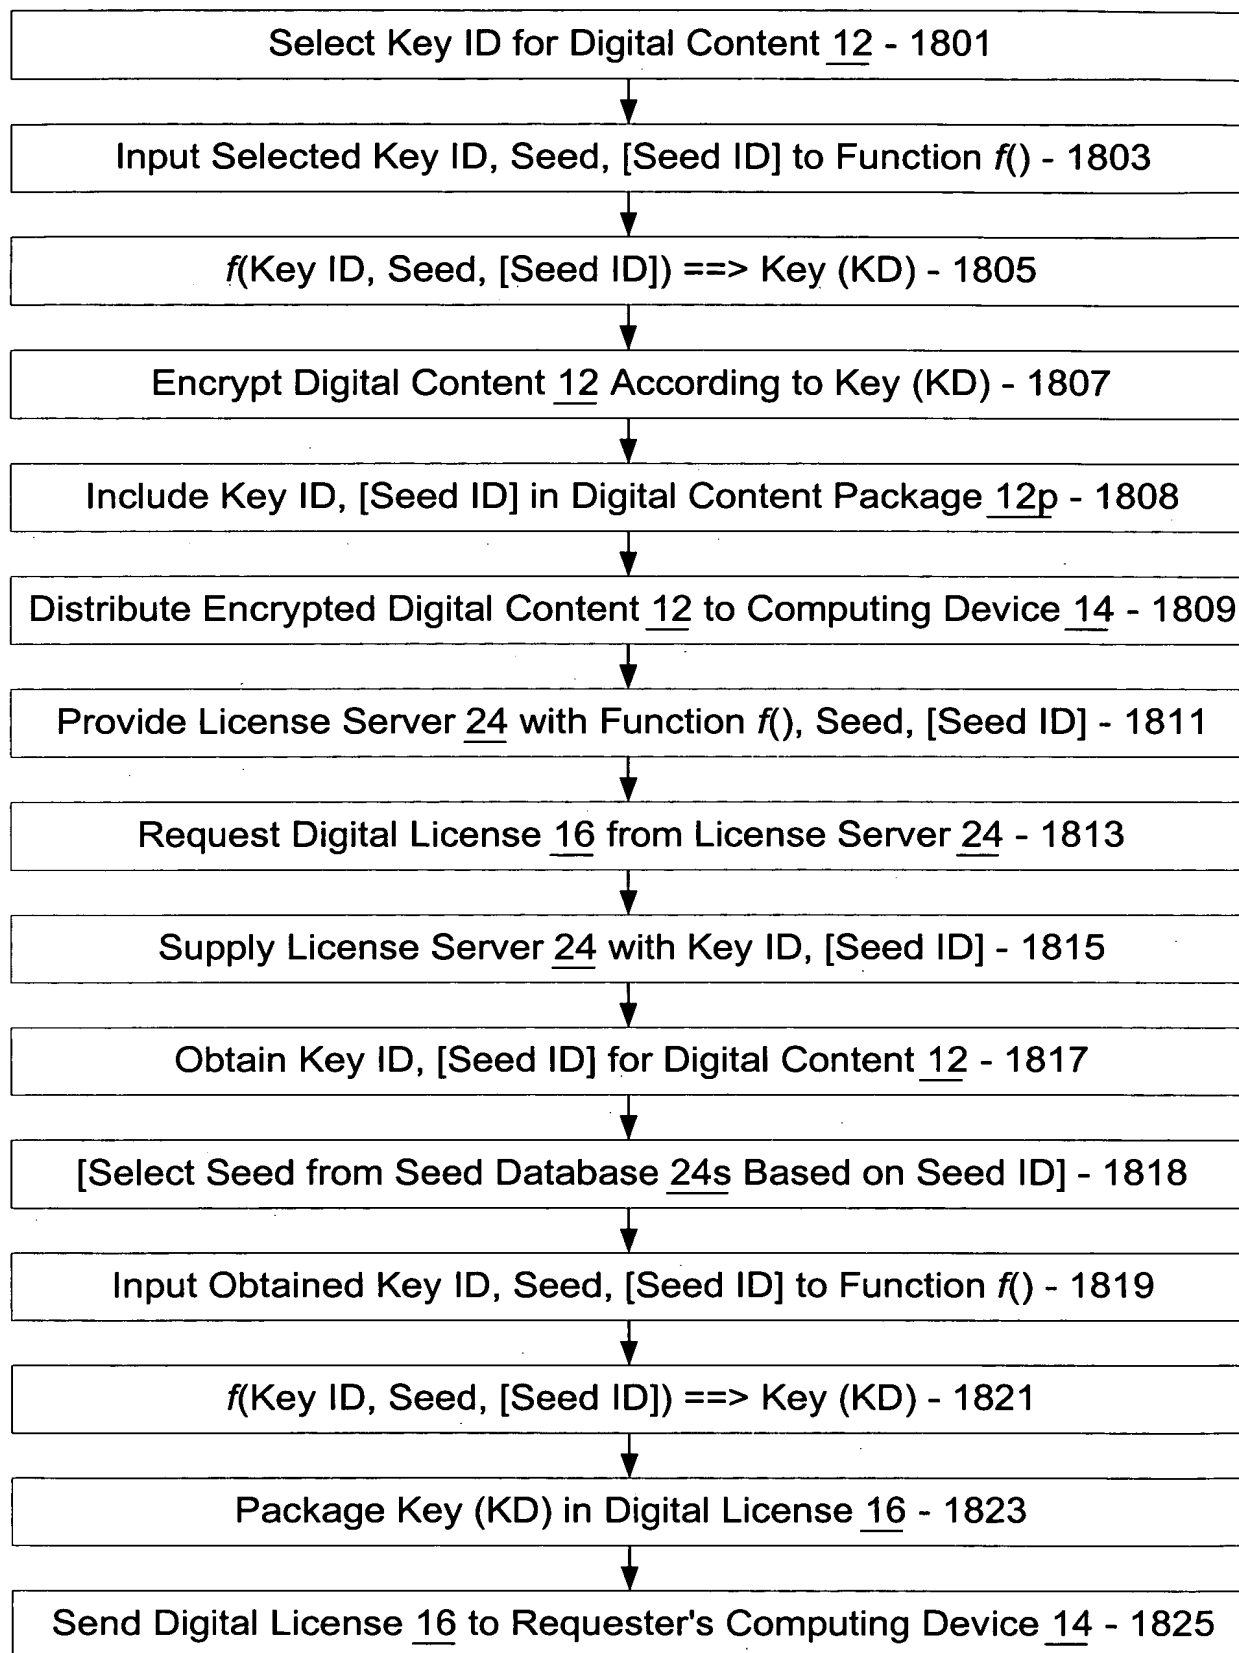 Select Key ID for Digital Content 12 - 1801
Input Selected Key ID, Seed, [Seed ID] to Function f() - 1803
f(Key ID, Seed, [Seed ID]) ==> Key (KD) - 1805
Encrypt Digital Content 12 According to Key (KD) - 1807
Include Key ID, [Seed ID] in Digital Content Package 12p - 1808
Distribute Encrypted Digital Content 12 to Computing Device 14 - 1809
Provide License Server 24 with Function f(), Seed, [Seed ID] - 1811
Request Digital License 16 from License Server 24 - 1813
Supply License Server 24 with Key ID, [Seed ID] - 1815
Obtain Key ID, [Seed ID] for Digital Content 12 - 1817
[Select Seed from Seed Database 24s Based on Seed ID] - 1818
Input Obtained Key ID, Seed, [Seed ID] to Function f() - 1819
f(Key ID, Seed, [Seed ID]) ==> Key (KD) - 1821
Package Key (KD) in Digital License 16 - 1823
Send Digital License 16 to Requester's Computing Device 14 - 1825